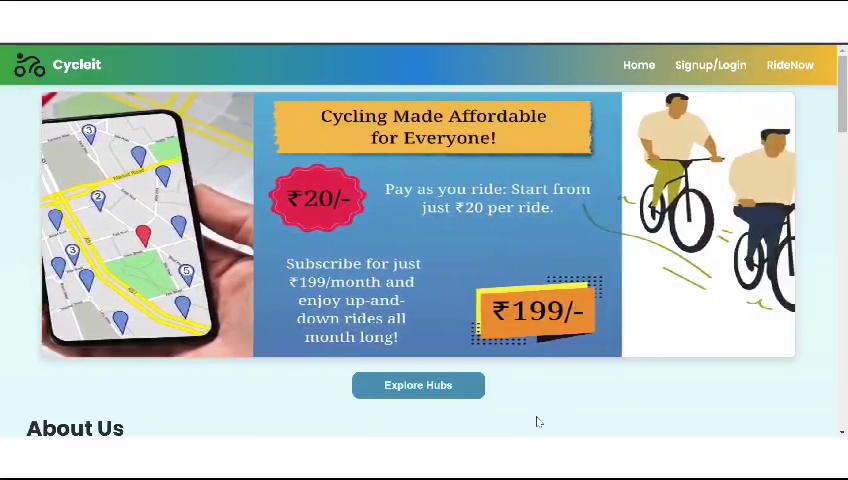 Cycleit
Home Signup/Login RideNow
Cycling Made Affordable
for Everyone!
₹20/-
Pay as you ride: Start from
just ₹20 per ride.
Subscribe for just
₹199/month and
enjoy up-and-
down rides all
month long!
₹199/-
3
2
3
5
Market Road
Explore Hubs
About Us